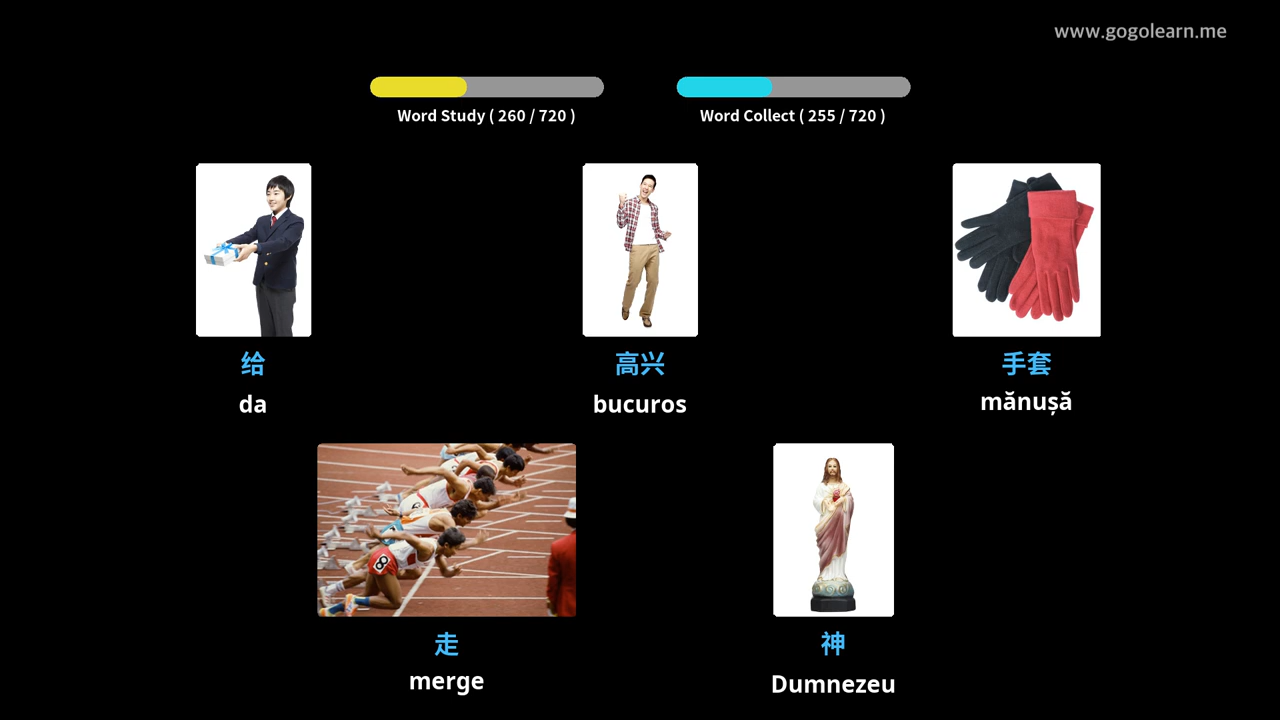 www.gogolearn.me
Word Study ( 260 / 720 )
Word Collect ( 255 / 720 )
给
da
高兴
bucuros
手套
mănușă
8
走
merge
神
Dumnezeu